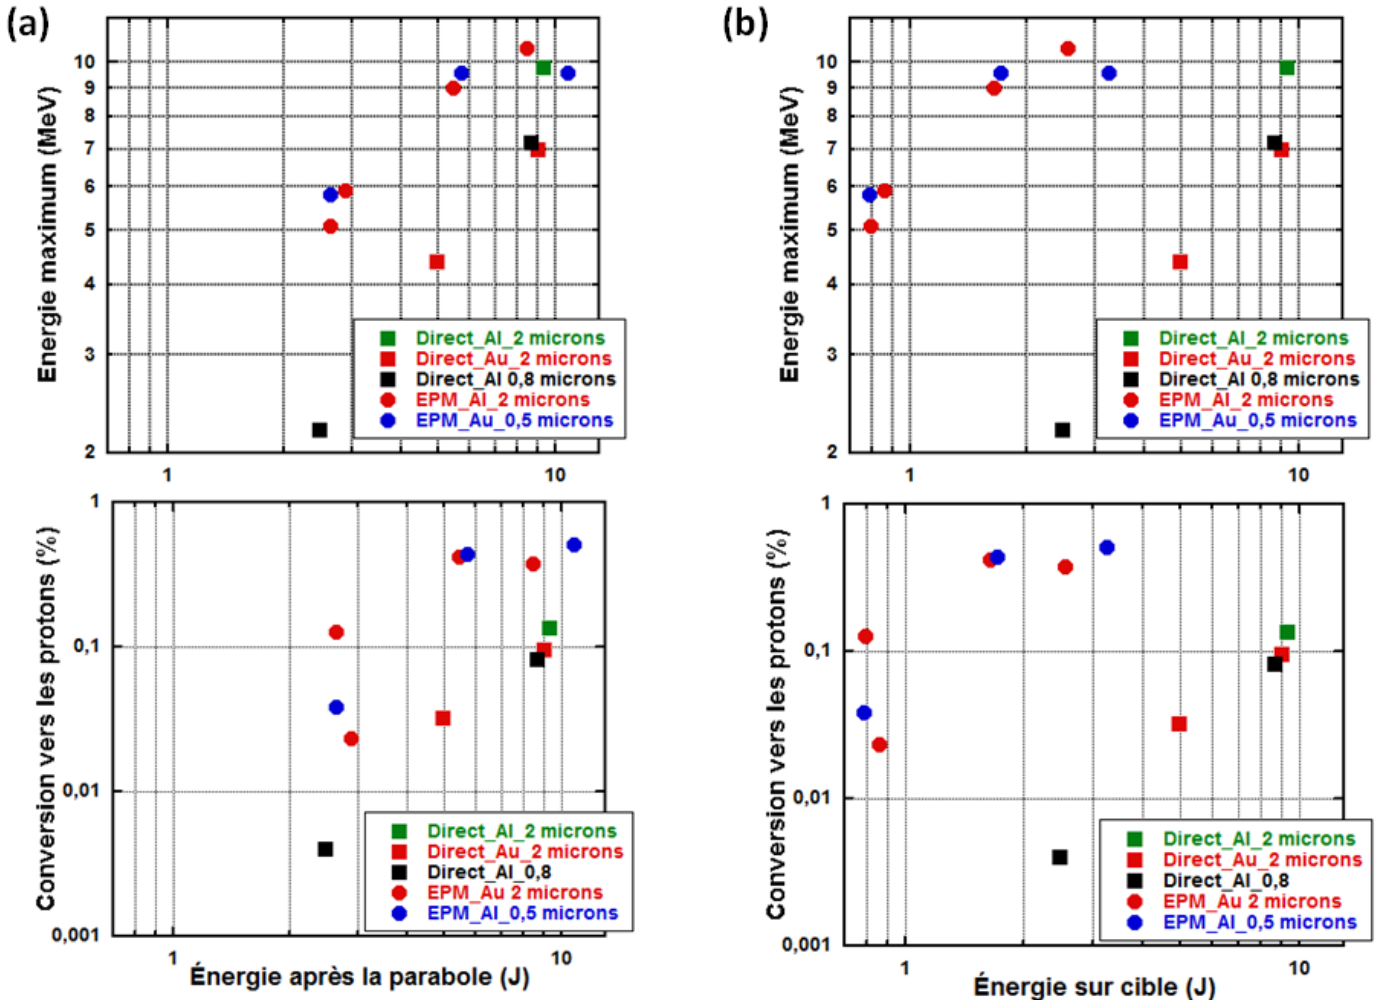 (a)
Energie maximum (MeV)
10
9
8
7
6
5
4
3
2
1
10
Direct_Al_2 microns
Direct_Au_2 microns
Direct_Al 0,8 microns
EPM_Al_2 microns
EPM_Au_0,5 microns
(b)
Energie maximum (MeV)
10
9
8
7
6
5
4
3
2
1
10
Direct_Al_2 microns
Direct_Au_2 microns
Direct_Al 0,8 microns
EPM_Al_2 microns
EPM_Au_0,5 microns
Conversion vers les protons (%)
1
0,1
0,01
0,001
1
10
Direct_Al_2 microns
Direct_Au_2 microns
Direct_Al_0,8
EPM_Au 2 microns
EPM_Al_0,5 microns
Énergie après la parabole (J)
Conversion vers les protons (%)
1
0,1
0,01
0,001
1
10
Direct_Al_2 microns
Direct_Au_2 microns
Direct_Al_0,8
EPM_Au 2 microns
EPM_Al_0,5 microns
Énergie sur cible (J)